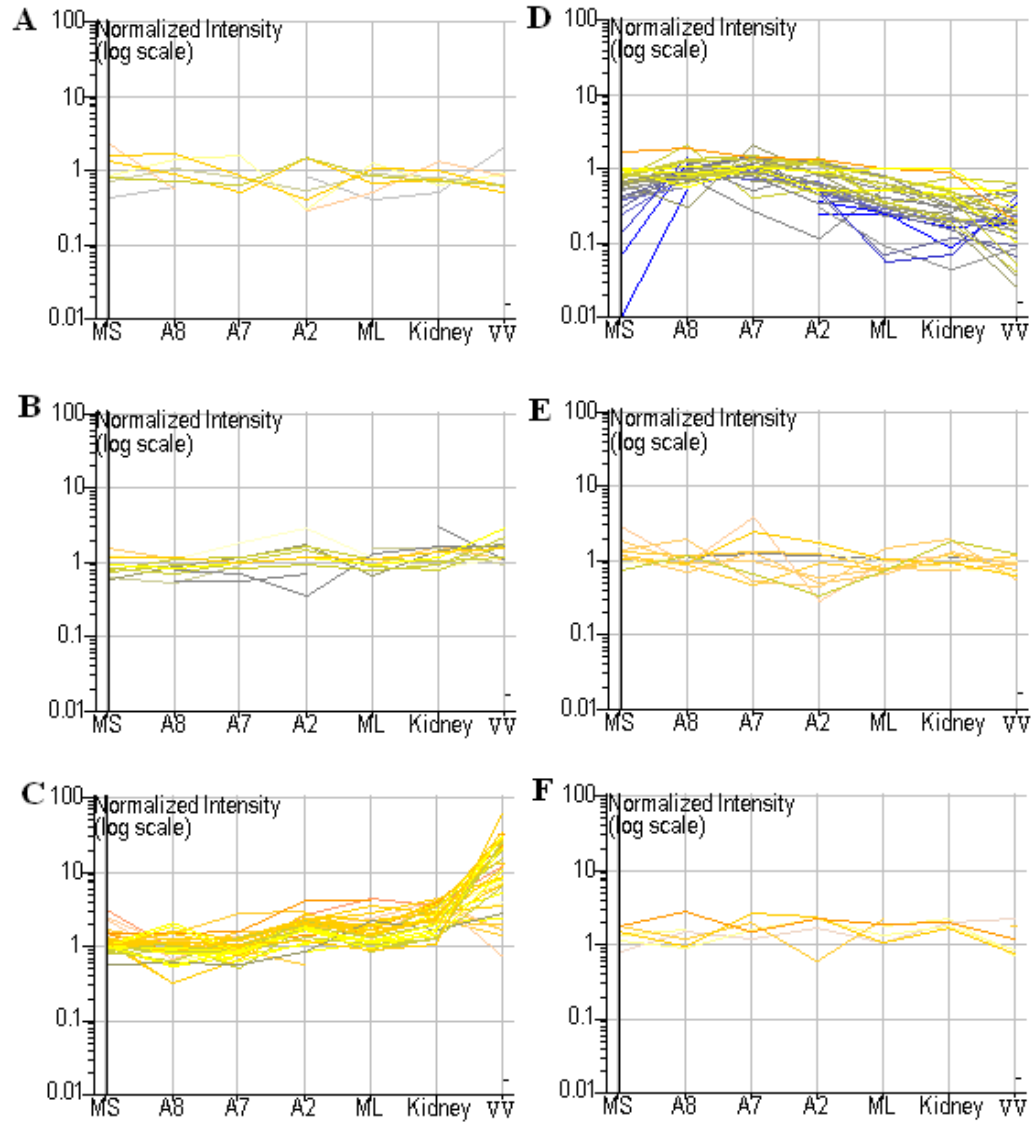 A
100
Normalized Intensity
(log scale)
10
1
0.1
0.01
MS A8 A7 A2 ML Kidney VV
D
100
Normalized Intensity
(log scale)
10
1
0.1
0.01
MS A8 A7 A2 ML Kidney VV
B
100
Normalized Intensity
(log scale)
10
1
0.1
0.01
MS A8 A7 A2 ML Kidney VV
E
100
Normalized Intensity
(log scale)
10
1
0.1
0.01
MS A8 A7 A2 ML Kidney VV
C
100
Normalized Intensity
(log scale)
10
1
0.1
0.01
MS A8 A7 A2 ML Kidney VV
F
100
Normalized Intensity
(log scale)
10
1
0.1
0.01
MS A8 A7 A2 ML Kidney VV